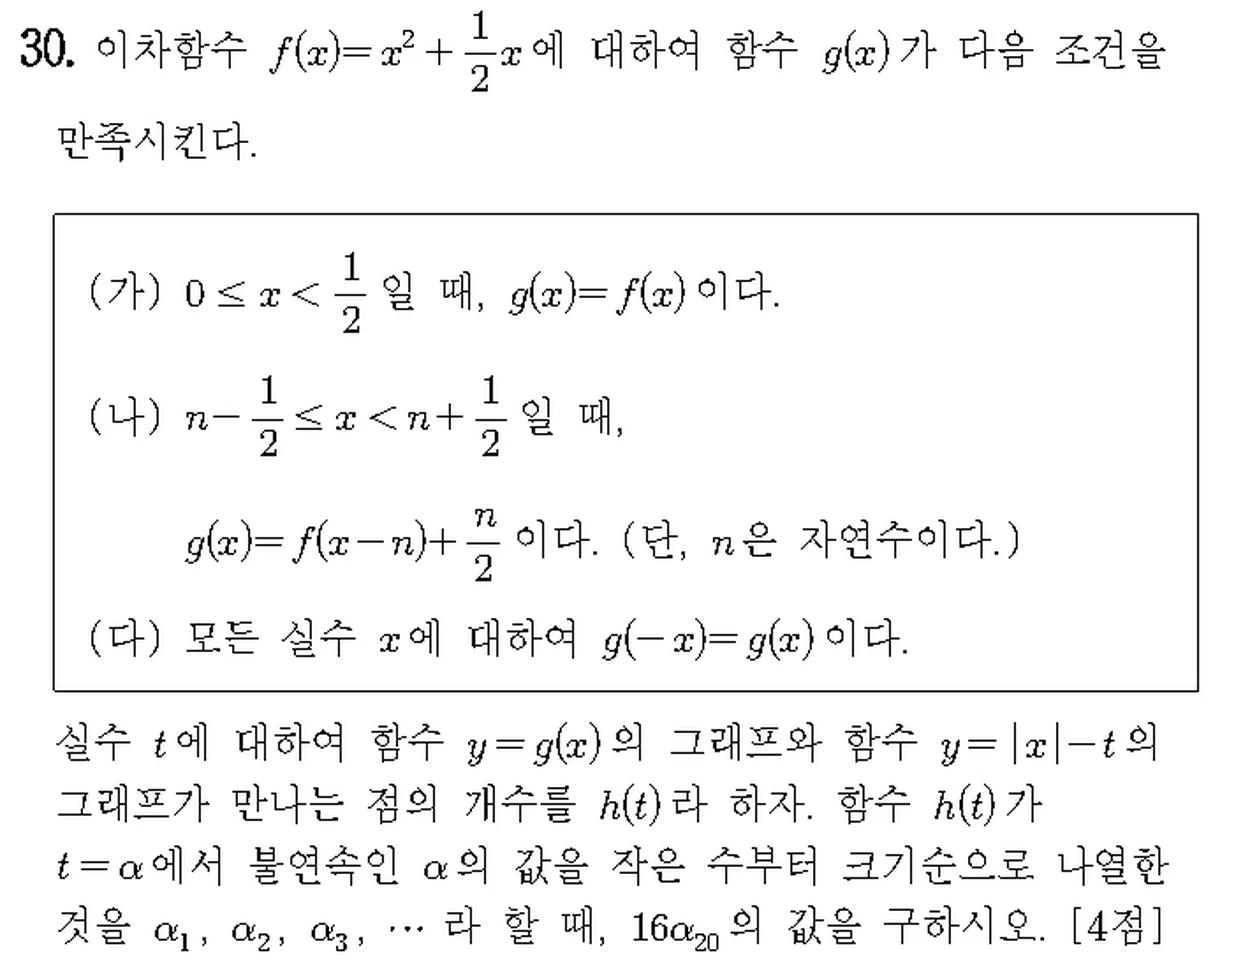 30. 이차함수 f(x)=x²+\frac{1}{2}x에 대하여 함수 g(x)가 다음 조건을
만족시킨다.
(가) 0≤x<\frac{1}{2}일 때, g(x)=f(x)이다.
(나) n-\frac{1}{2}≤x<n+\frac{1}{2}일 때,
g(x)=f(x-n)+\frac{n}{2}이다. (단, n은 자연수이다.)
(다) 모든 실수 x에 대하여 g(-x)=g(x)이다.
실수 t에 대하여 함수 y=g(x)의 그래프와 함수 y=|x|-t의
그래프가 만나는 점의 개수를 h(t)라 하자. 함수 h(t)가
t=α에서 불연속인 α의 값을 작은 수부터 크기순으로 나열한
것을 α₁, α₂, α₃, ⋯ 라 할 때, 16α₂₀의 값을 구하시오. [4점]